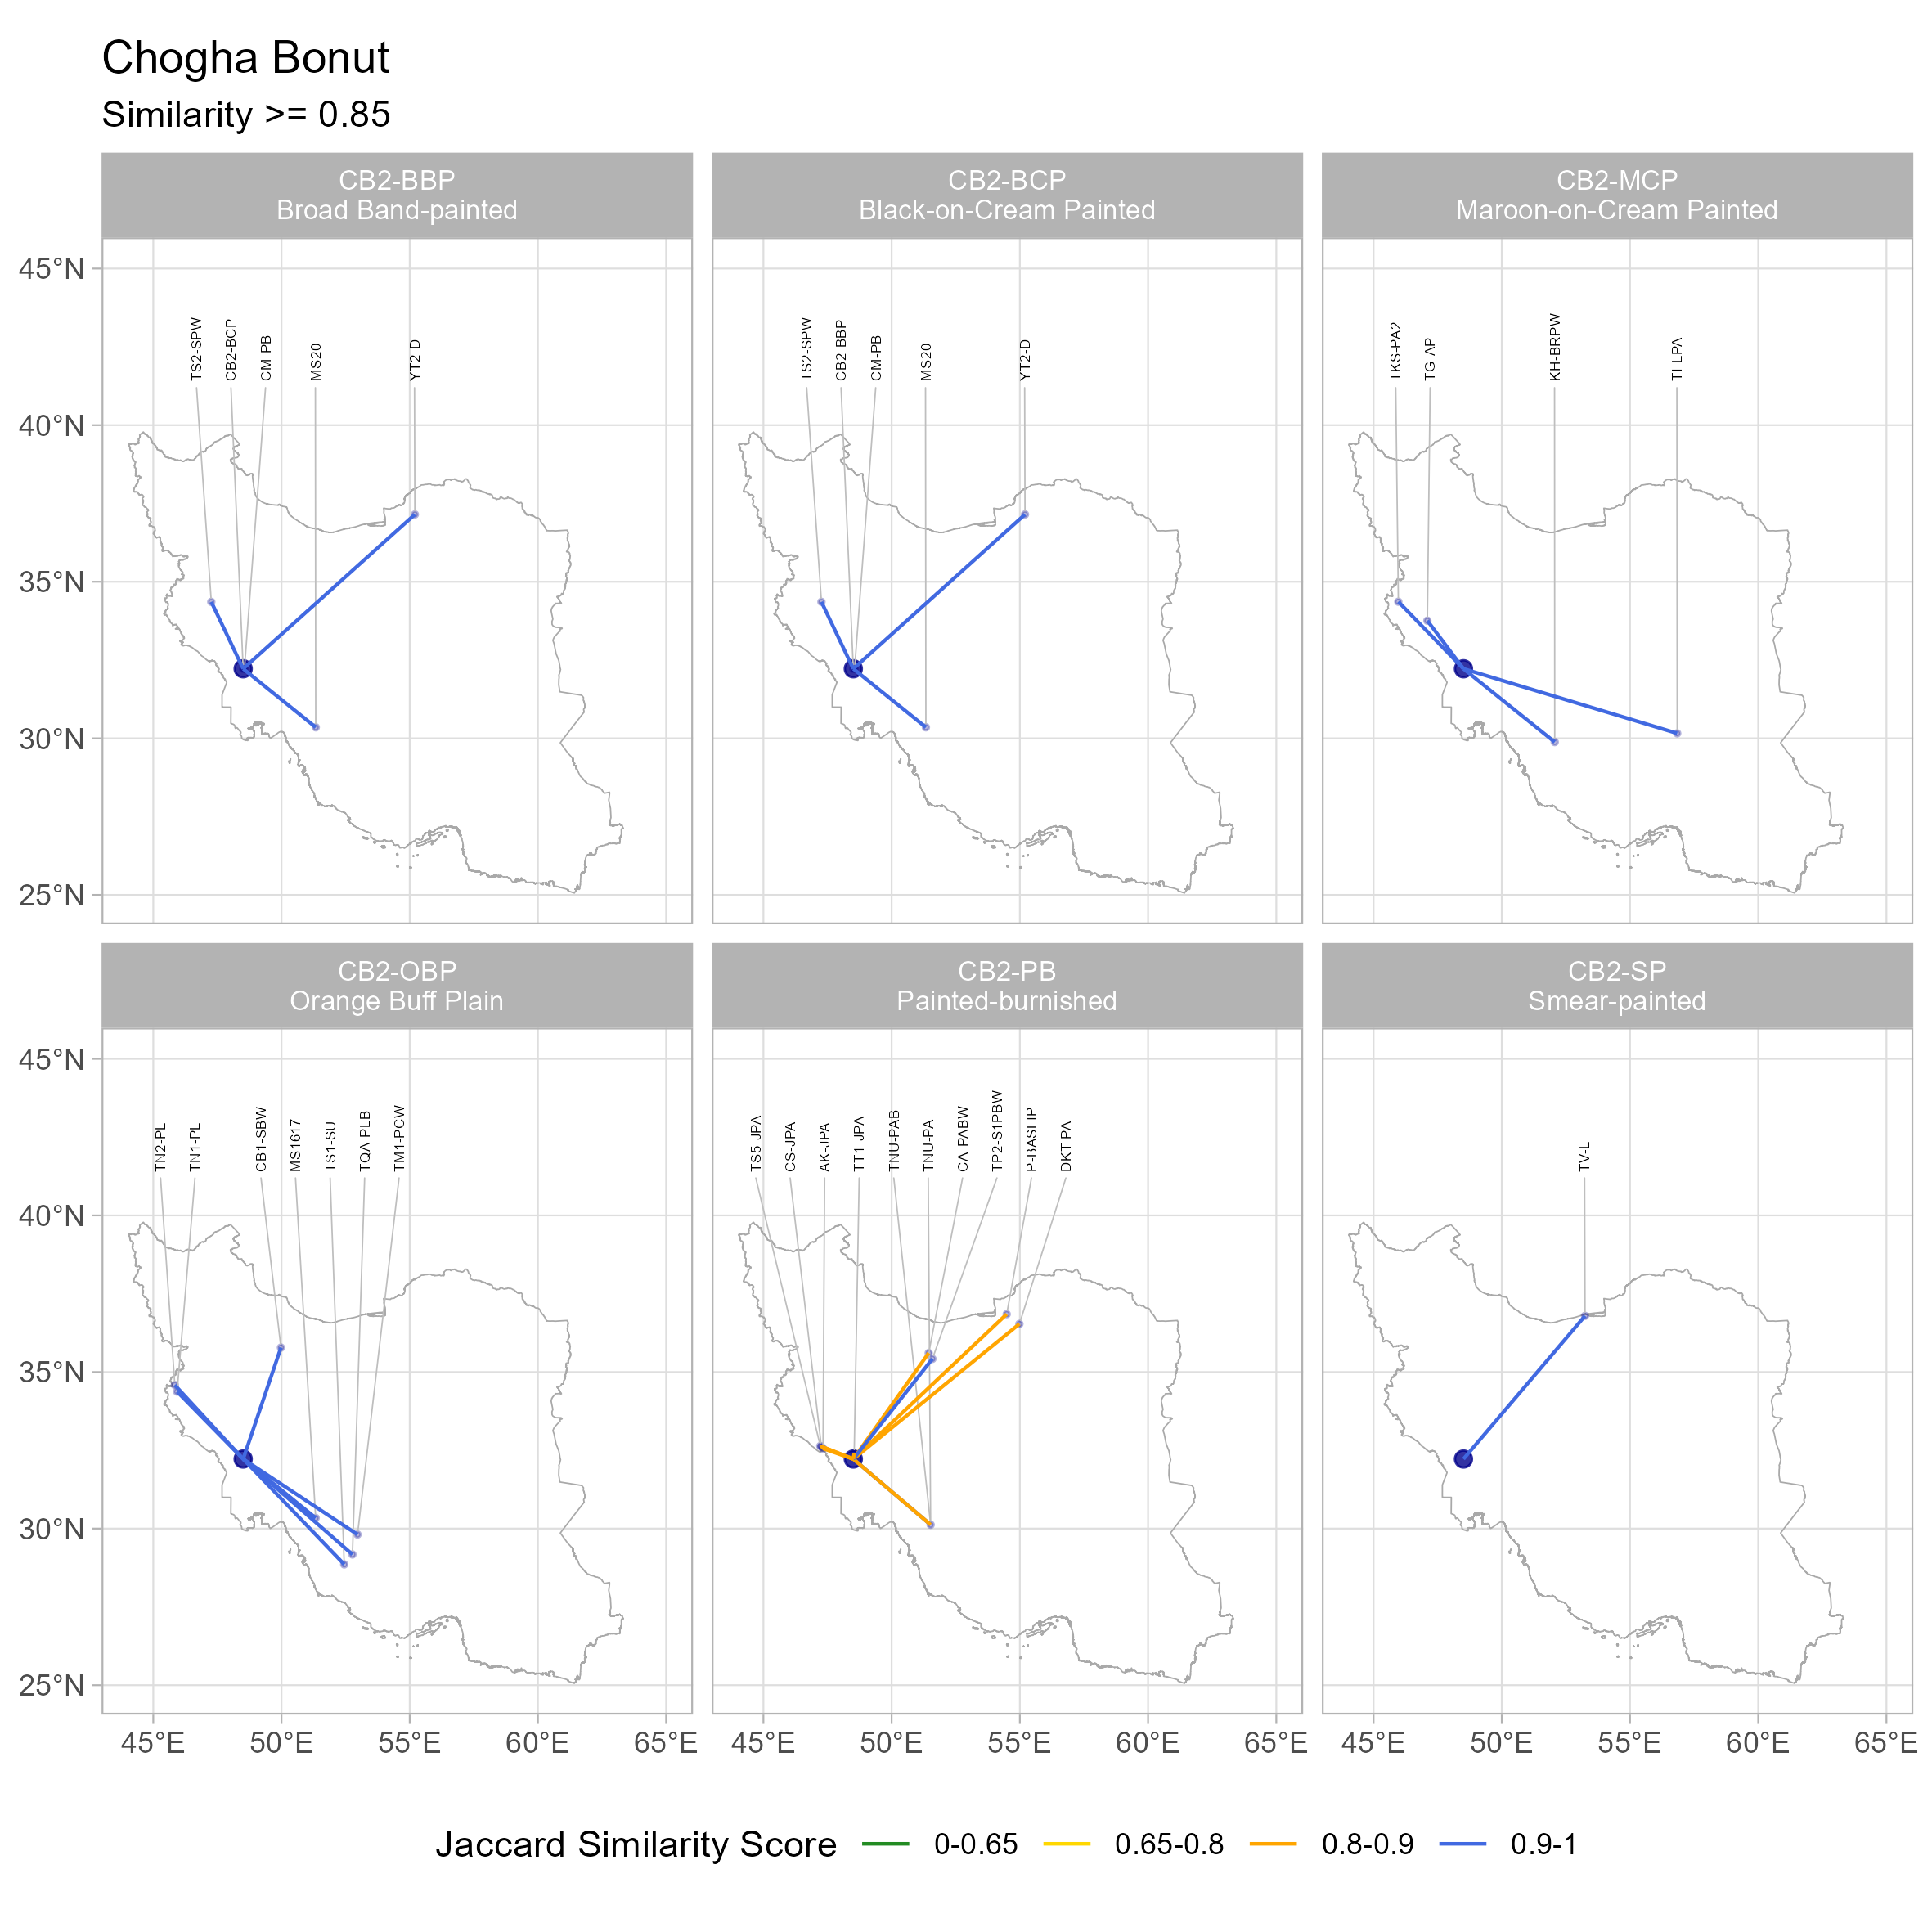 Chogha Bonut
Similarity >= 0.85
CB2-BBP
Broad Band-painted
CB2-BCP
Black-on-Cream Painted
CB2-MCP
Maroon-on-Cream Painted
45°N
40°N
35°N
30°N
25°N
TS2-SPW
CB2-BCP
CM-PB
MS20
YT2-D
TS2-SPW
CB2-BBP
CM-PB
MS20
YT2-D
TKS-PA2
TG-AP
KH-BRPW
TI-LPA
CB2-OBP
Orange Buff Plain
CB2-PB
Painted-burnished
CB2-SP
Smear-painted
45°N
40°N
35°N
30°N
25°N
TN2-PL
TN1-PL
CB1-SBW
MS1617
TS1-SU
TQA-PLB
TM1-PCW
TS5-JPA
CS-JPA
AK-JPA
TT1-JPA
TNU-PAB
TNU-PA
CA-PABW
TP2-S1PBW
P-BASLIP
DKT-PA
TV-L
45°E 50°E 55°E 60°E 65°E
45°E 50°E 55°E 60°E 65°E
45°E 50°E 55°E 60°E 65°E
Jaccard Similarity Score 0-0.65 0.65-0.8 0.8-0.9 0.9-1